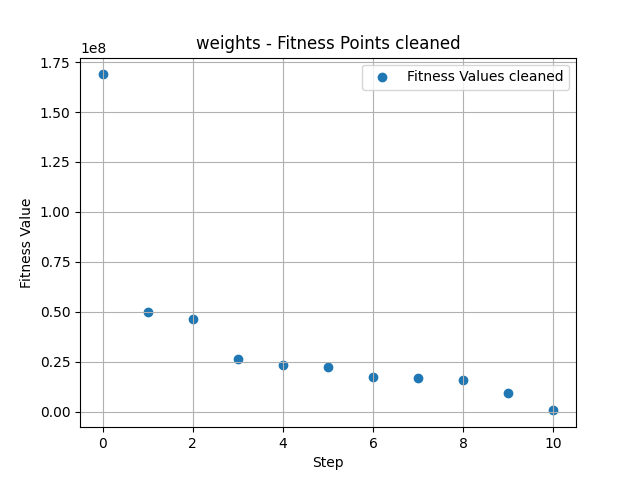 weights - Fitness Points cleaned
1e8
Fitness Values cleaned
1.75
1.50
1.25
1.00
0.75
0.50
0.25
0.00
Fitness Value
0 2 4 6 8 10
Step